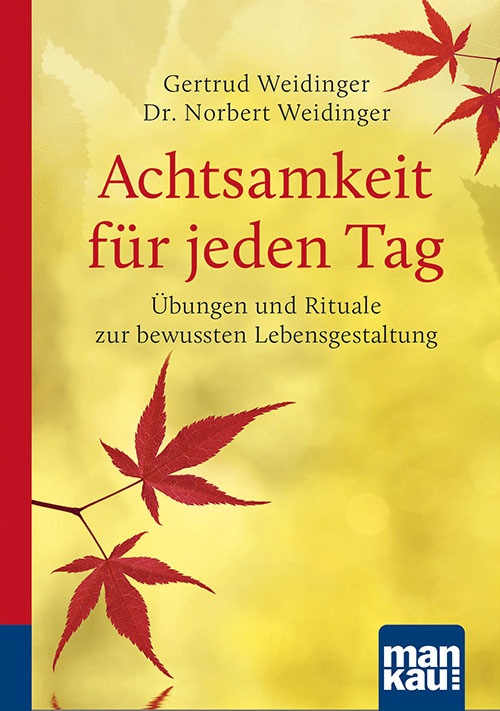 Gertrud Weidinger
Dr. Norbert Weidinger
Achtsamkeit
für jeden Tag
Übungen und Rituale
zur bewussten Lebensgestaltung
man
kau